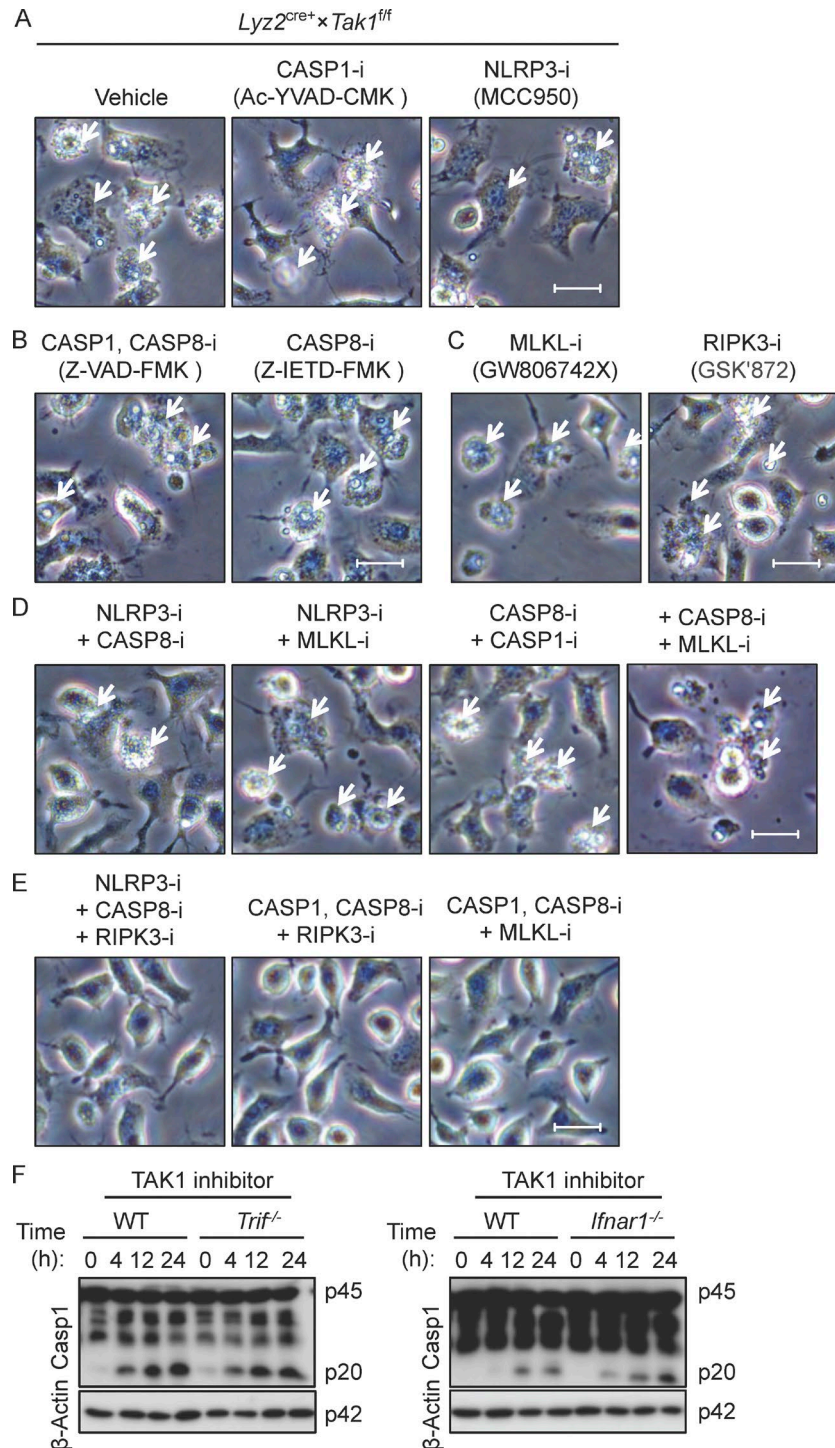 A
Lyz2cre+ × Tak1f/f
Vehicle
CASP1-i
(Ac-YVAD-CMK )
NLRP3-i
(MCC950)
B
CASP1, CASP8-i
(Z-VAD-FMK )
CASP8-i
(Z-IETD-FMK )
C
MLKL-i
(GW806742X)
RIPK3-i
(GSK'872)
D
NLRP3-i
+ CASP8-i
NLRP3-i
+ MLKL-i
CASP8-i
+ CASP1-i
+ CASP8-i
+ MLKL-i
E
NLRP3-i
+ CASP8-i
+ RIPK3-i
CASP1, CASP8-i
+ RIPK3-i
CASP1, CASP8-i
+ MLKL-i
F
TAK1 inhibitor
WT Trif-/-
Time
(h): 0 4 12 24 0 4 12 24
Casp1
p45
p20
β-Actin
p42
TAK1 inhibitor
WT Ifnar1-/-
Time
(h): 0 4 12 24 0 4 12 24
Casp1
p45
p20
β-Actin
p42